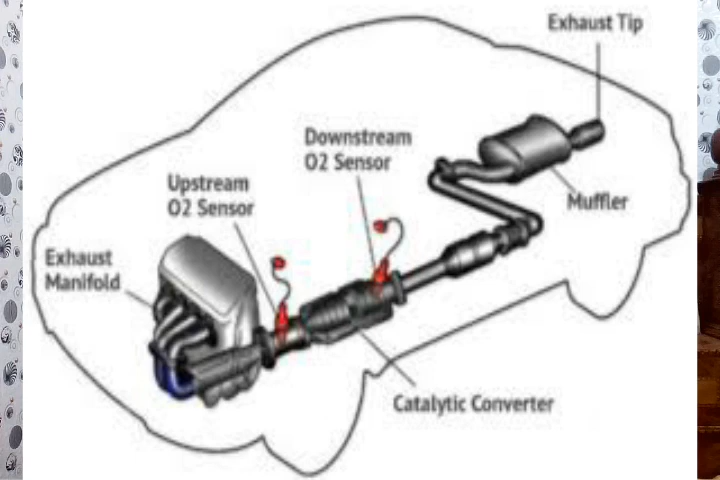 Exhaust Tip
Downstream
O2 Sensor
Upstream
O2 Sensor
Muffler
Exhaust
Manifold
Catalytic Converter